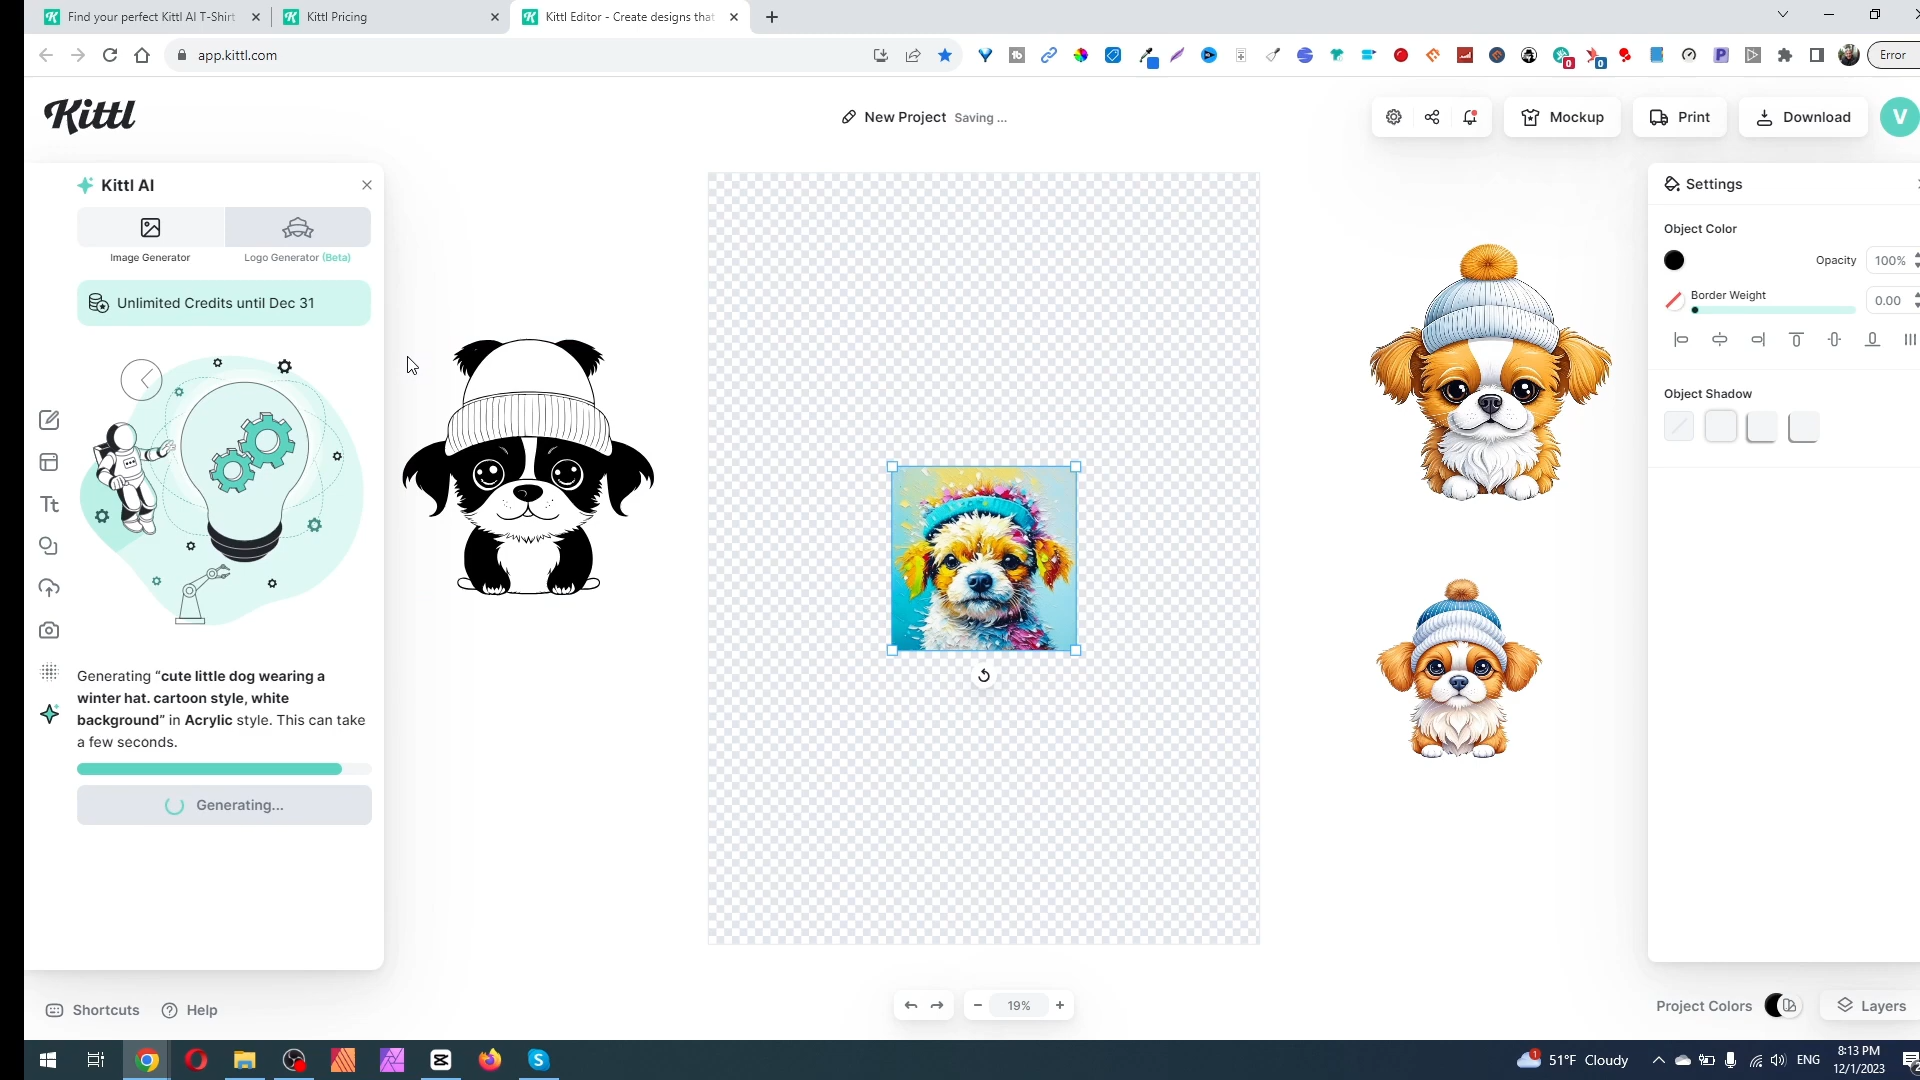 Find your perfect Kittl AI T-Shirt
Kittl Pricing
Kittl Editor - Create designs that
app.kittl.com
Error
Kittl
New Project Saving ...
Mockup
Print
Download
V
Kittl AI
Image Generator
Logo Generator (Beta)
Unlimited Credits until Dec 31
Generating “cute little dog wearing a
winter hat. cartoon style, white
background” in Acrylic style. This can take
a few seconds.
Generating...
Settings
Object Color
Opacity 100%
Border Weight
0.00
Object Shadow
Tt
Shortcuts
Help
19%
Project Colors
Layers
51°F Cloudy
ENG
8:13 PM
12/1/2023